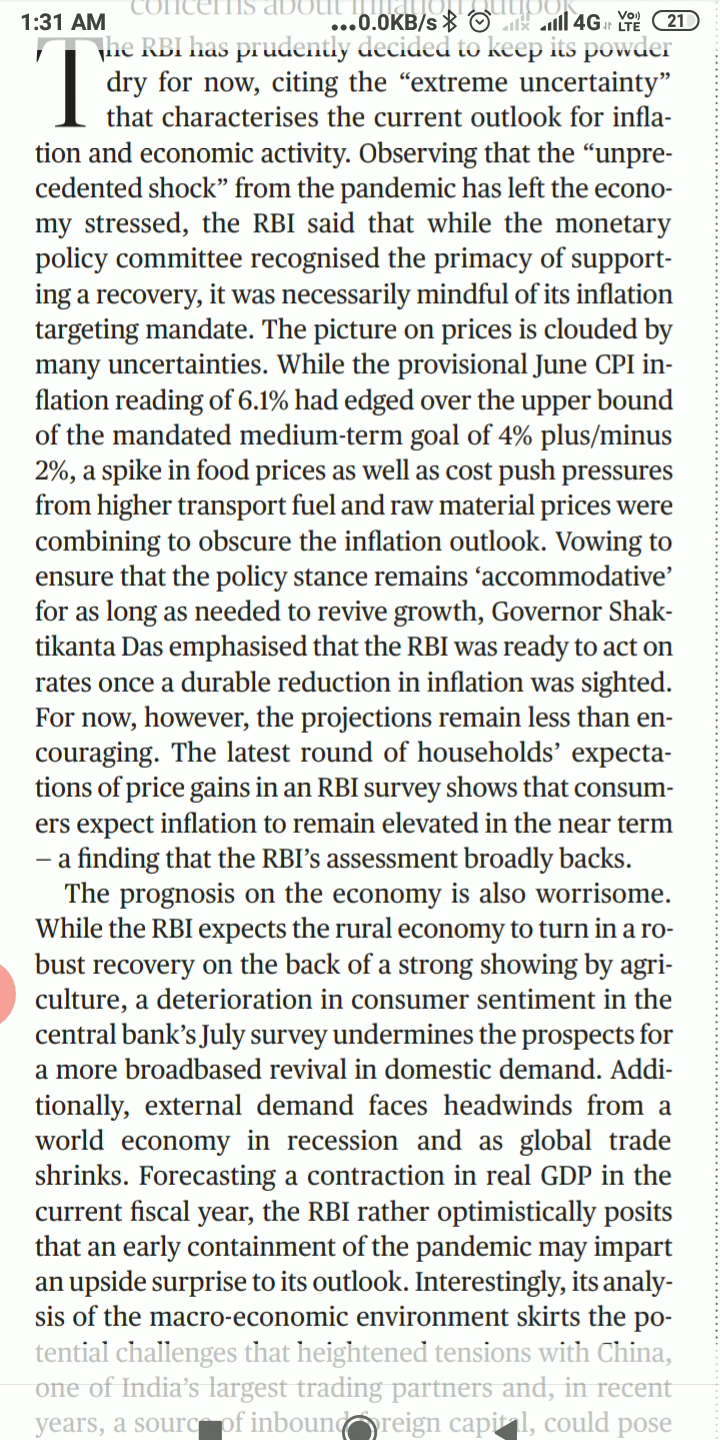 concerns about inflation outlook
1:31 AM ...0.0KB/s 4G Vo)) LTE 21
The RBI has prudently decided to keep its powder
dry for now, citing the “extreme uncertainty”
that characterises the current outlook for infla-
tion and economic activity. Observing that the “unpre-
cedented shock” from the pandemic has left the econo-
my stressed, the RBI said that while the monetary
policy committee recognised the primacy of support-
ing a recovery, it was necessarily mindful of its inflation
targeting mandate. The picture on prices is clouded by
many uncertainties. While the provisional June CPI in-
flation reading of 6.1% had edged over the upper bound
of the mandated medium-term goal of 4% plus/minus
2%, a spike in food prices as well as cost push pressures
from higher transport fuel and raw material prices were
combining to obscure the inflation outlook. Vowing to
ensure that the policy stance remains ‘accommodative’
for as long as needed to revive growth, Governor Shak-
tikanta Das emphasised that the RBI was ready to act on
rates once a durable reduction in inflation was sighted.
For now, however, the projections remain less than en-
couraging. The latest round of households’ expecta-
tions of price gains in an RBI survey shows that consum-
ers expect inflation to remain elevated in the near term
– a finding that the RBI’s assessment broadly backs.
The prognosis on the economy is also worrisome.
While the RBI expects the rural economy to turn in a ro-
bust recovery on the back of a strong showing by agri-
culture, a deterioration in consumer sentiment in the
central bank’s July survey undermines the prospects for
a more broadbased revival in domestic demand. Addi-
tionally, external demand faces headwinds from a
world economy in recession and as global trade
shrinks. Forecasting a contraction in real GDP in the
current fiscal year, the RBI rather optimistically posits
that an early containment of the pandemic may impart
an upside surprise to its outlook. Interestingly, its analy-
sis of the macro-economic environment skirts the po-
tential challenges that heightened tensions with China,
one of India’s largest trading partners and, in recent
years, a source of inbound foreign capital, could pose